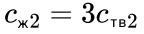 c_ж2 = 3c_тв2